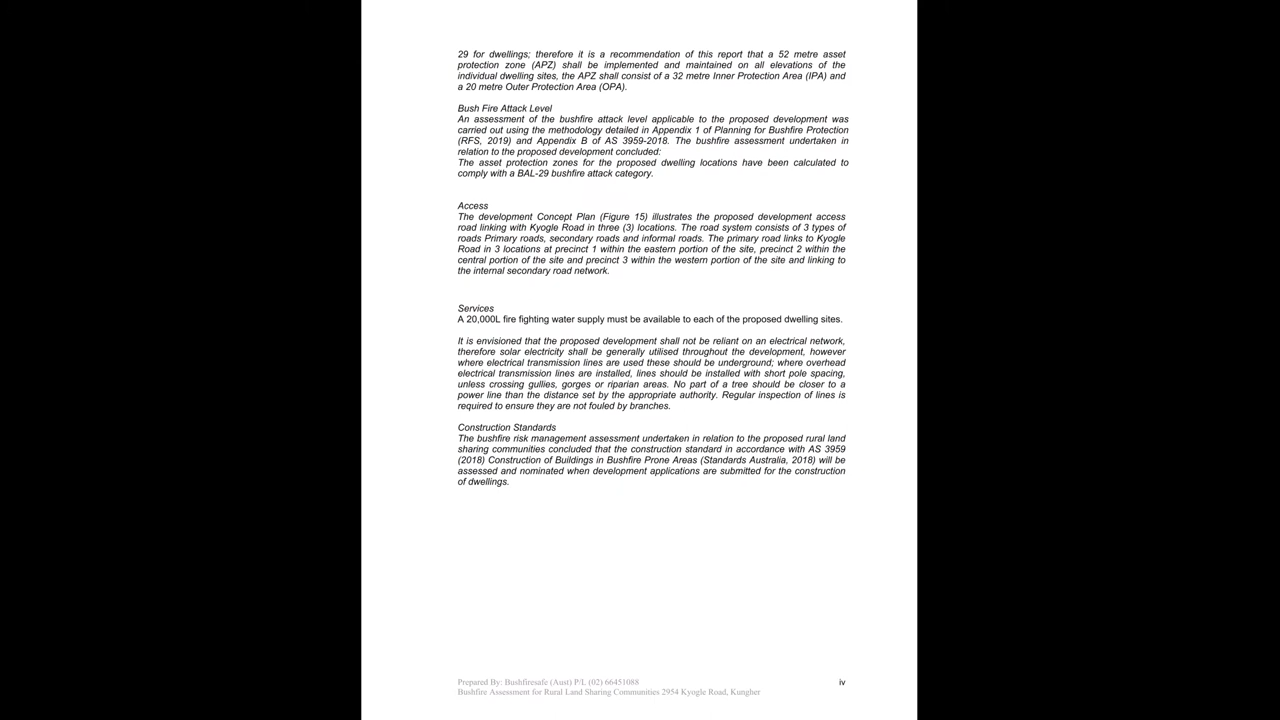 29 for dwellings; therefore it is a recommendation of this report that a 52 metre asset
protection zone (APZ) shall be implemented and maintained on all elevations of the
individual dwelling sites, the APZ shall consist of a 32 metre Inner Protection Area (IPA) and
a 20 metre Outer Protection Area (OPA).
Bush Fire Attack Level
An assessment of the bushfire attack level applicable to the proposed development was
carried out using the methodology detailed in Appendix 1 of Planning for Bushfire Protection
(RFS, 2019) and Appendix B of AS 3959-2018. The bushfire assessment undertaken in
relation to the proposed development concluded:
The asset protection zones for the proposed dwelling locations have been calculated to
comply with a BAL-29 bushfire attack category.
Access
The development Concept Plan (Figure 15) illustrates the proposed development access
road linking with Kyogle Road in three (3) locations. The road system consists of 3 types of
roads Primary roads, secondary roads and informal roads. The primary road links to Kyogle
Road in 3 locations at precinct 1 within the eastern portion of the site, precinct 2 within the
central portion of the site and precinct 3 within the western portion of the site and linking to
the internal secondary road network.
Services
A 20,000L fire fighting water supply must be available to each of the proposed dwelling sites.
It is envisioned that the proposed development shall not be reliant on an electrical network,
therefore solar electricity shall be generally utilised throughout the development, however
where electrical transmission lines are used these should be underground; where overhead
electrical transmission lines are installed, lines should be installed with short pole spacing,
unless crossing gullies, gorges or riparian areas. No part of a tree should be closer to a
power line than the distance set by the appropriate authority. Regular inspection of lines is
required to ensure they are not fouled by branches.
Construction Standards
The bushfire risk management assessment undertaken in relation to the proposed rural land
sharing communities concluded that the construction standard in accordance with AS 3959
(2018) Construction of Buildings in Bushfire Prone Areas (Standards Australia, 2018) will be
assessed and nominated when development applications are submitted for the construction
of dwellings.
Prepared By: Bushfiresafe (Aust) P/L (02) 66451088 iv
Bushfire Assessment for Rural Land Sharing Communities 2954 Kyogle Road, Kungher